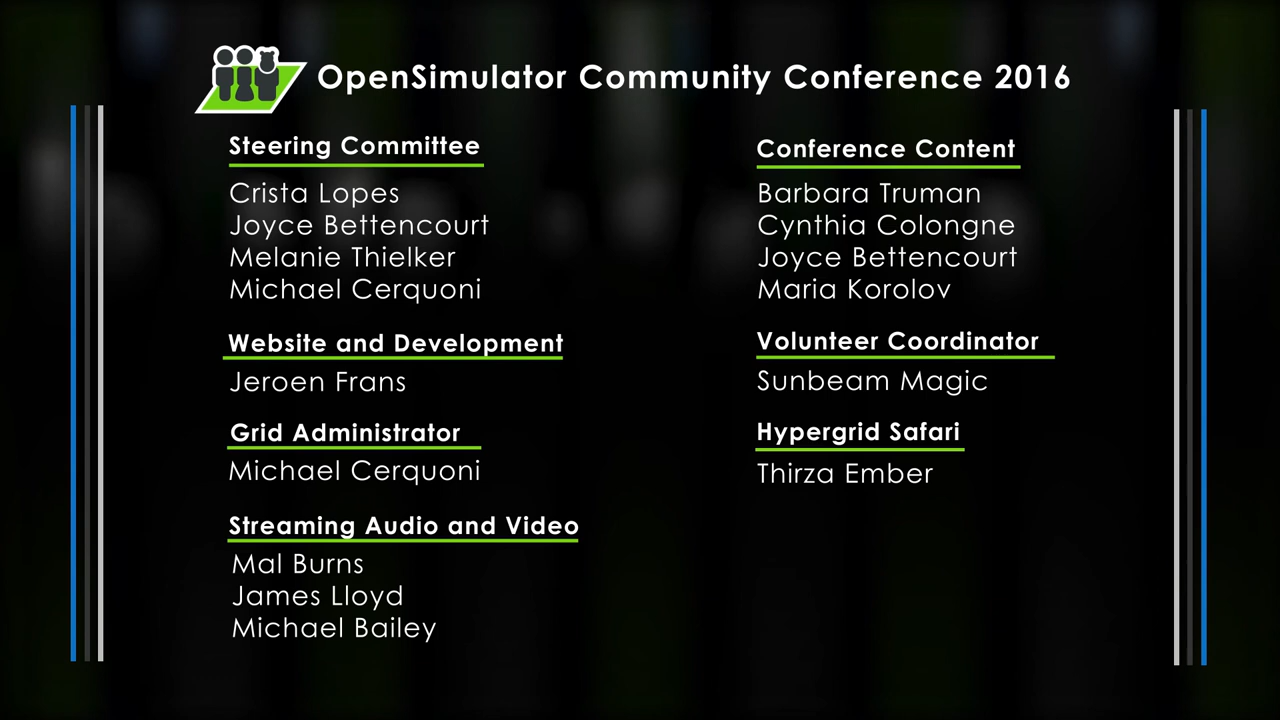 OpenSimulator Community Conference 2016
Steering Committee
Crista Lopes
Joyce Bettencourt
Melanie Thielker
Michael Cerquoni
Website and Development
Jeroen Frans
Grid Administrator
Michael Cerquoni
Streaming Audio and Video
Mal Burns
James Lloyd
Michael Bailey
Conference Content
Barbara Truman
Cynthia Colongne
Joyce Bettencourt
Maria Korolov
Volunteer Coordinator
Sunbeam Magic
Hypergrid Safari
Thirza Ember